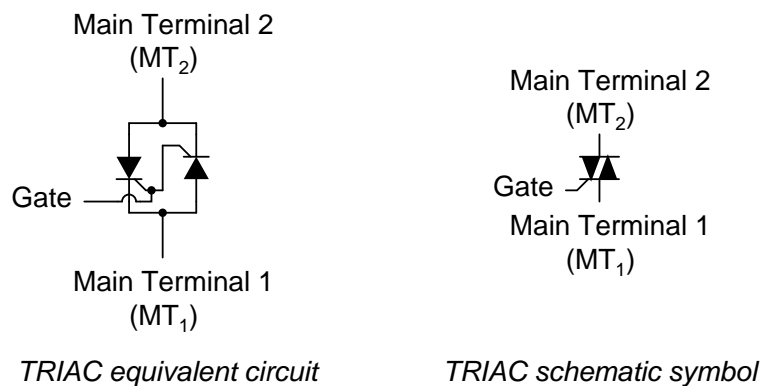 Main Terminal 2
(MT2)
Gate
Main Terminal 1
(MT1)
TRIAC equivalent circuit
Main Terminal 2
(MT2)
Gate
Main Terminal 1
(MT1)
TRIAC schematic symbol